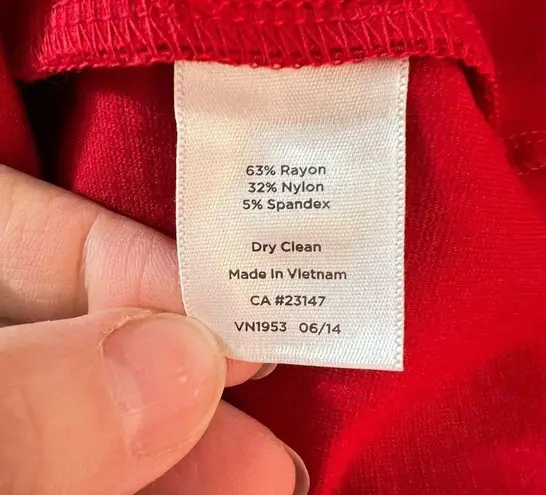 63% Rayon
32% Nylon
5% Spandex
Dry Clean
Made in Vietnam
CA #23147
VN1953 06/14